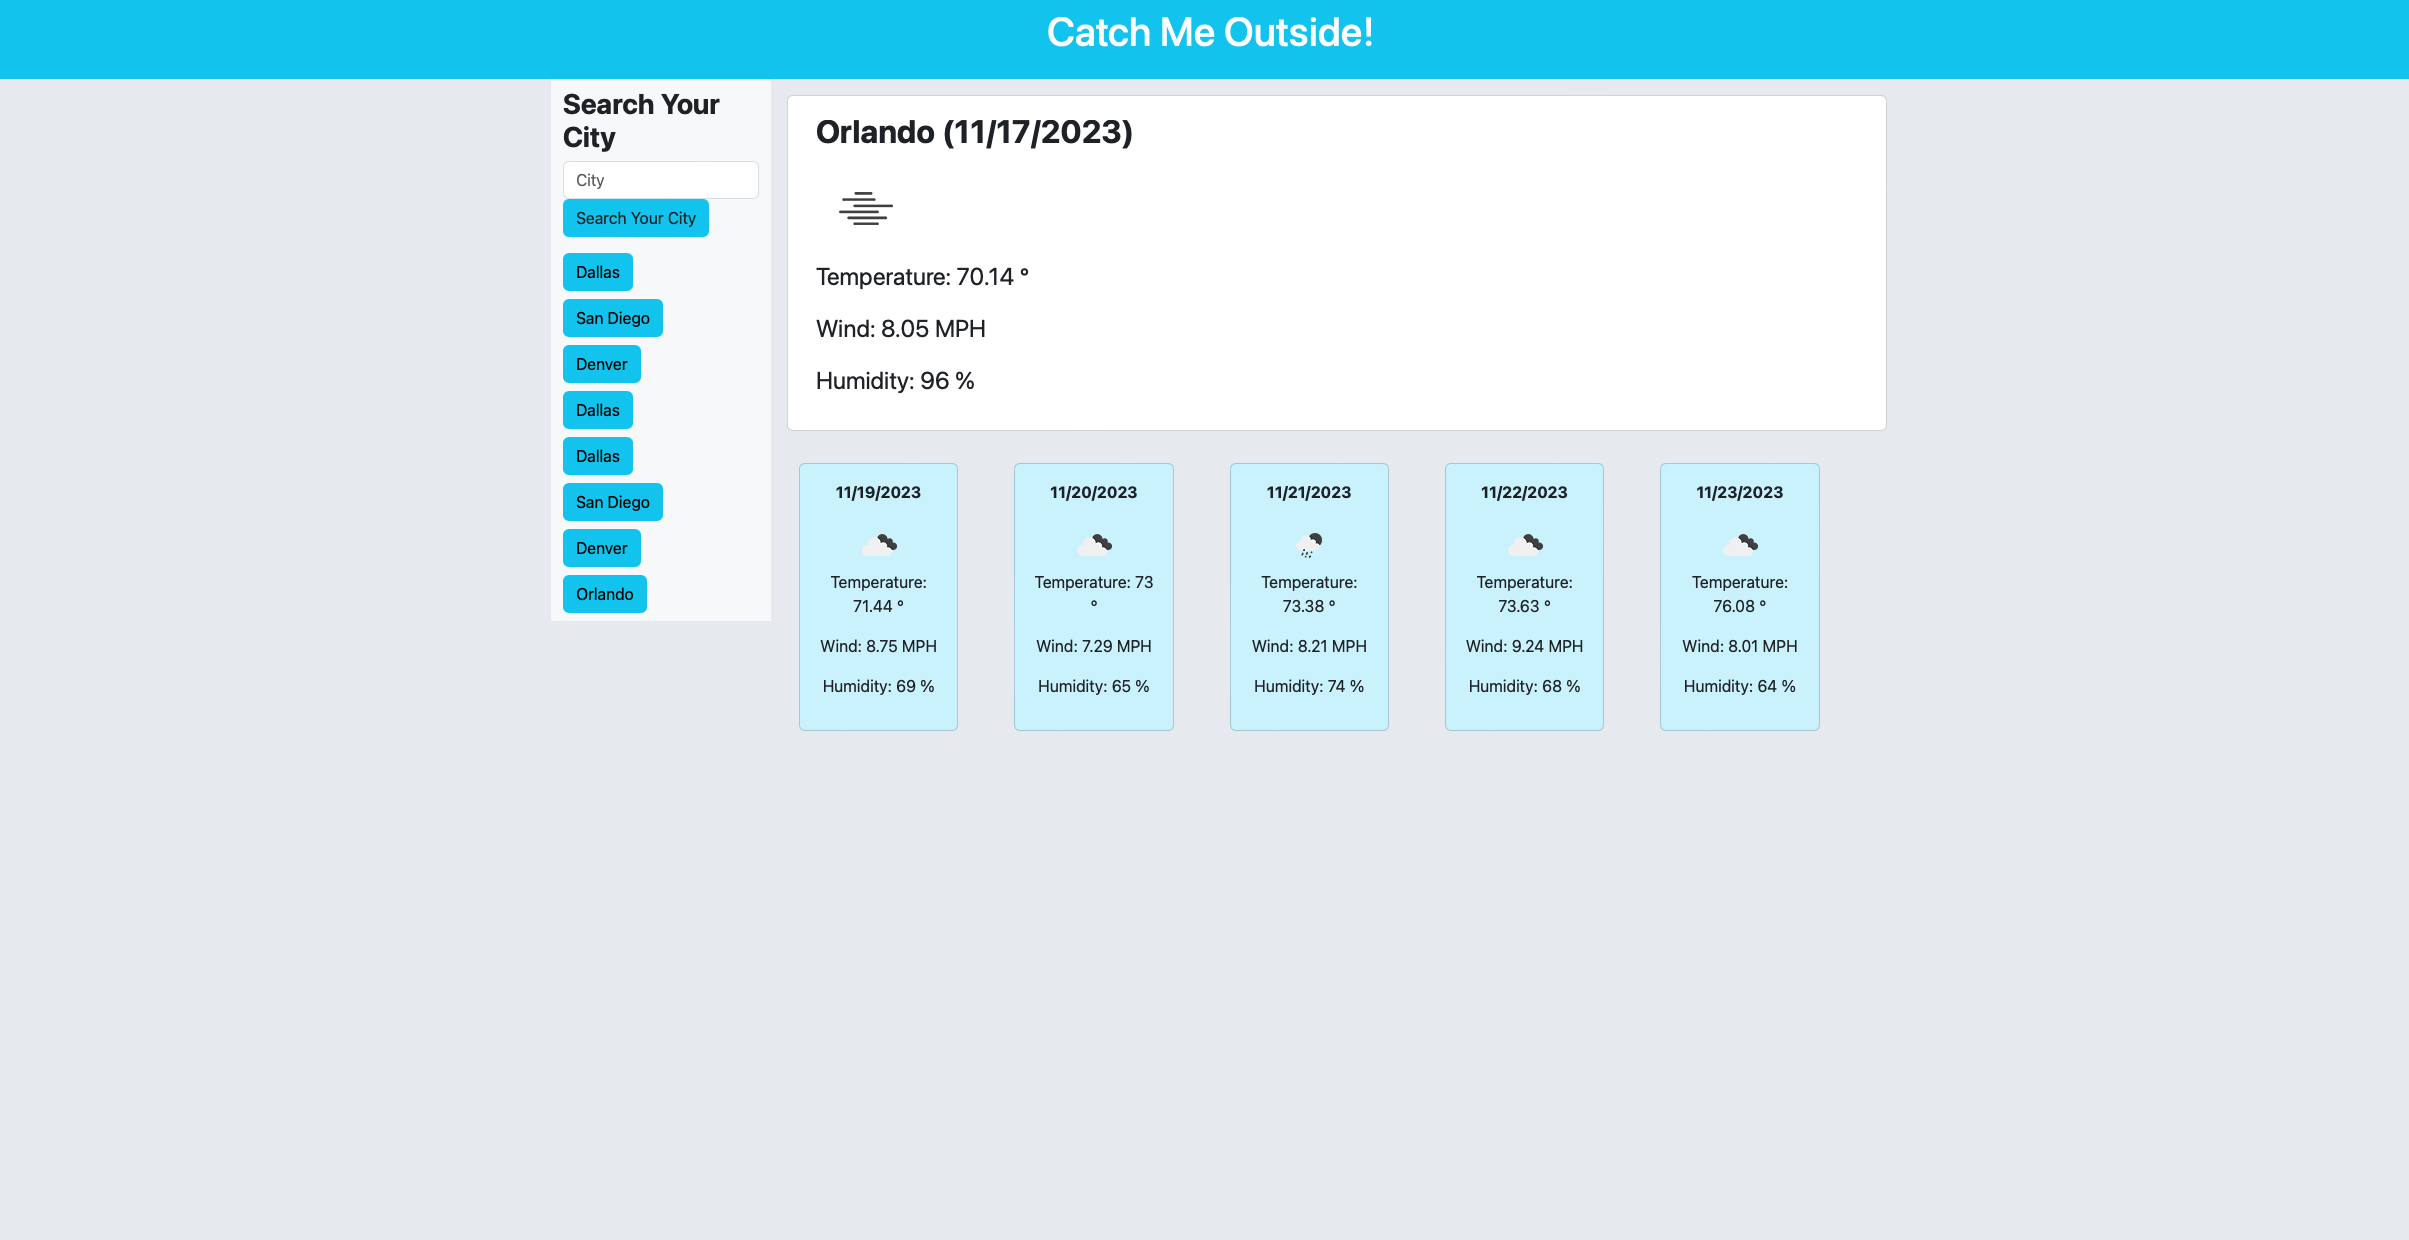 Catch Me Outside!
Search Your
City
City
Search Your City
Dallas
San Diego
Denver
Dallas
Dallas
San Diego
Denver
Orlando
Orlando (11/17/2023)
Temperature: 70.14 °
Wind: 8.05 MPH
Humidity: 96 %
11/19/2023
Temperature:
71.44 °
Wind: 8.75 MPH
Humidity: 69 %
11/20/2023
Temperature: 73
°
Wind: 7.29 MPH
Humidity: 65 %
11/21/2023
Temperature:
73.38 °
Wind: 8.21 MPH
Humidity: 74 %
11/22/2023
Temperature:
73.63 °
Wind: 9.24 MPH
Humidity: 68 %
11/23/2023
Temperature:
76.08 °
Wind: 8.01 MPH
Humidity: 64 %